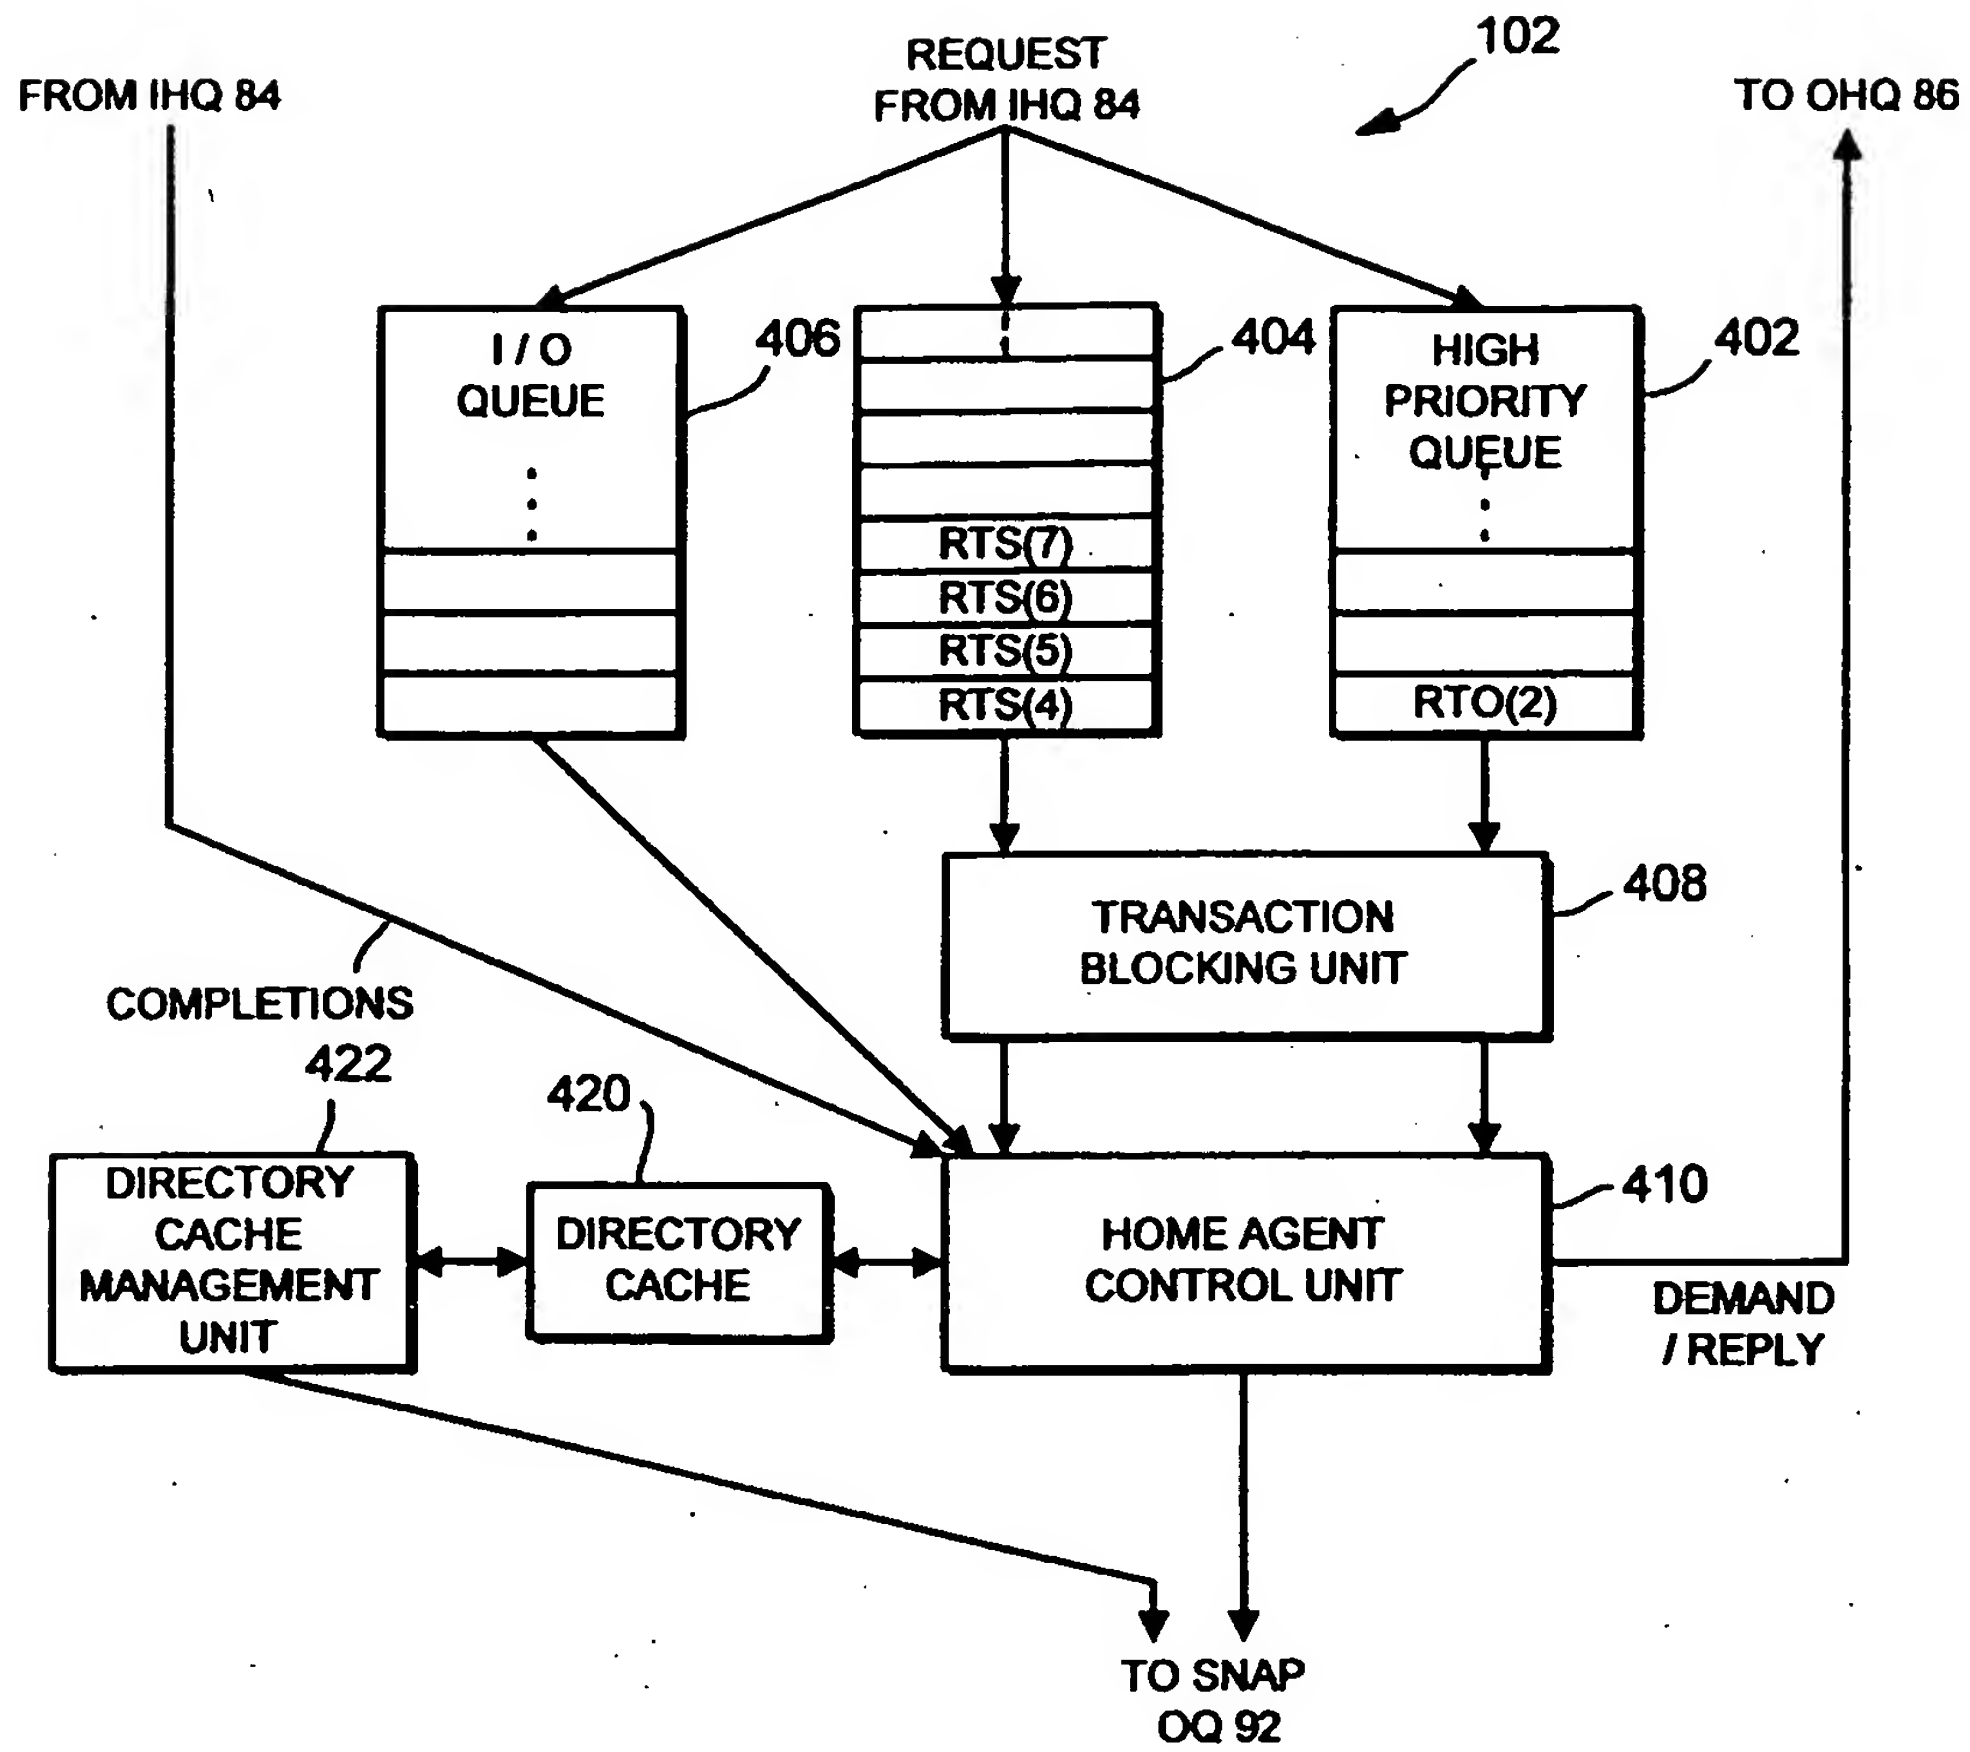 102
FROM IHQ 84
REQUEST
FROM IHQ 84
TO OHQ 86
I / O
QUEUE
406
404
HIGH
PRIORITY
QUEUE
402
RTS(7)
RTS(6)
RTS(5)
RTS(4)
RTO(2)
TRANSACTION
BLOCKING UNIT
408
COMPLETIONS
422
420
DIRECTORY
CACHE
MANAGEMENT
UNIT
DIRECTORY
CACHE
HOME AGENT
CONTROL UNIT
410
DEMAND
/ REPLY
TO SNAP
OQ 92